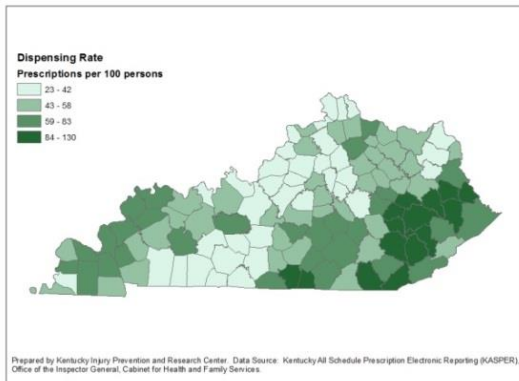 Dispensing Rate
Prescriptions per 100 persons
23 - 42
43 - 58
59 - 83
84 - 130
Prepared by Kentucky Injury Prevention and Research Center. Data Source: Kentucky All Schedule Prescription Electronic Reporting (KASPER),
Office of the Inspector General, Cabinet for Health and Family Services.